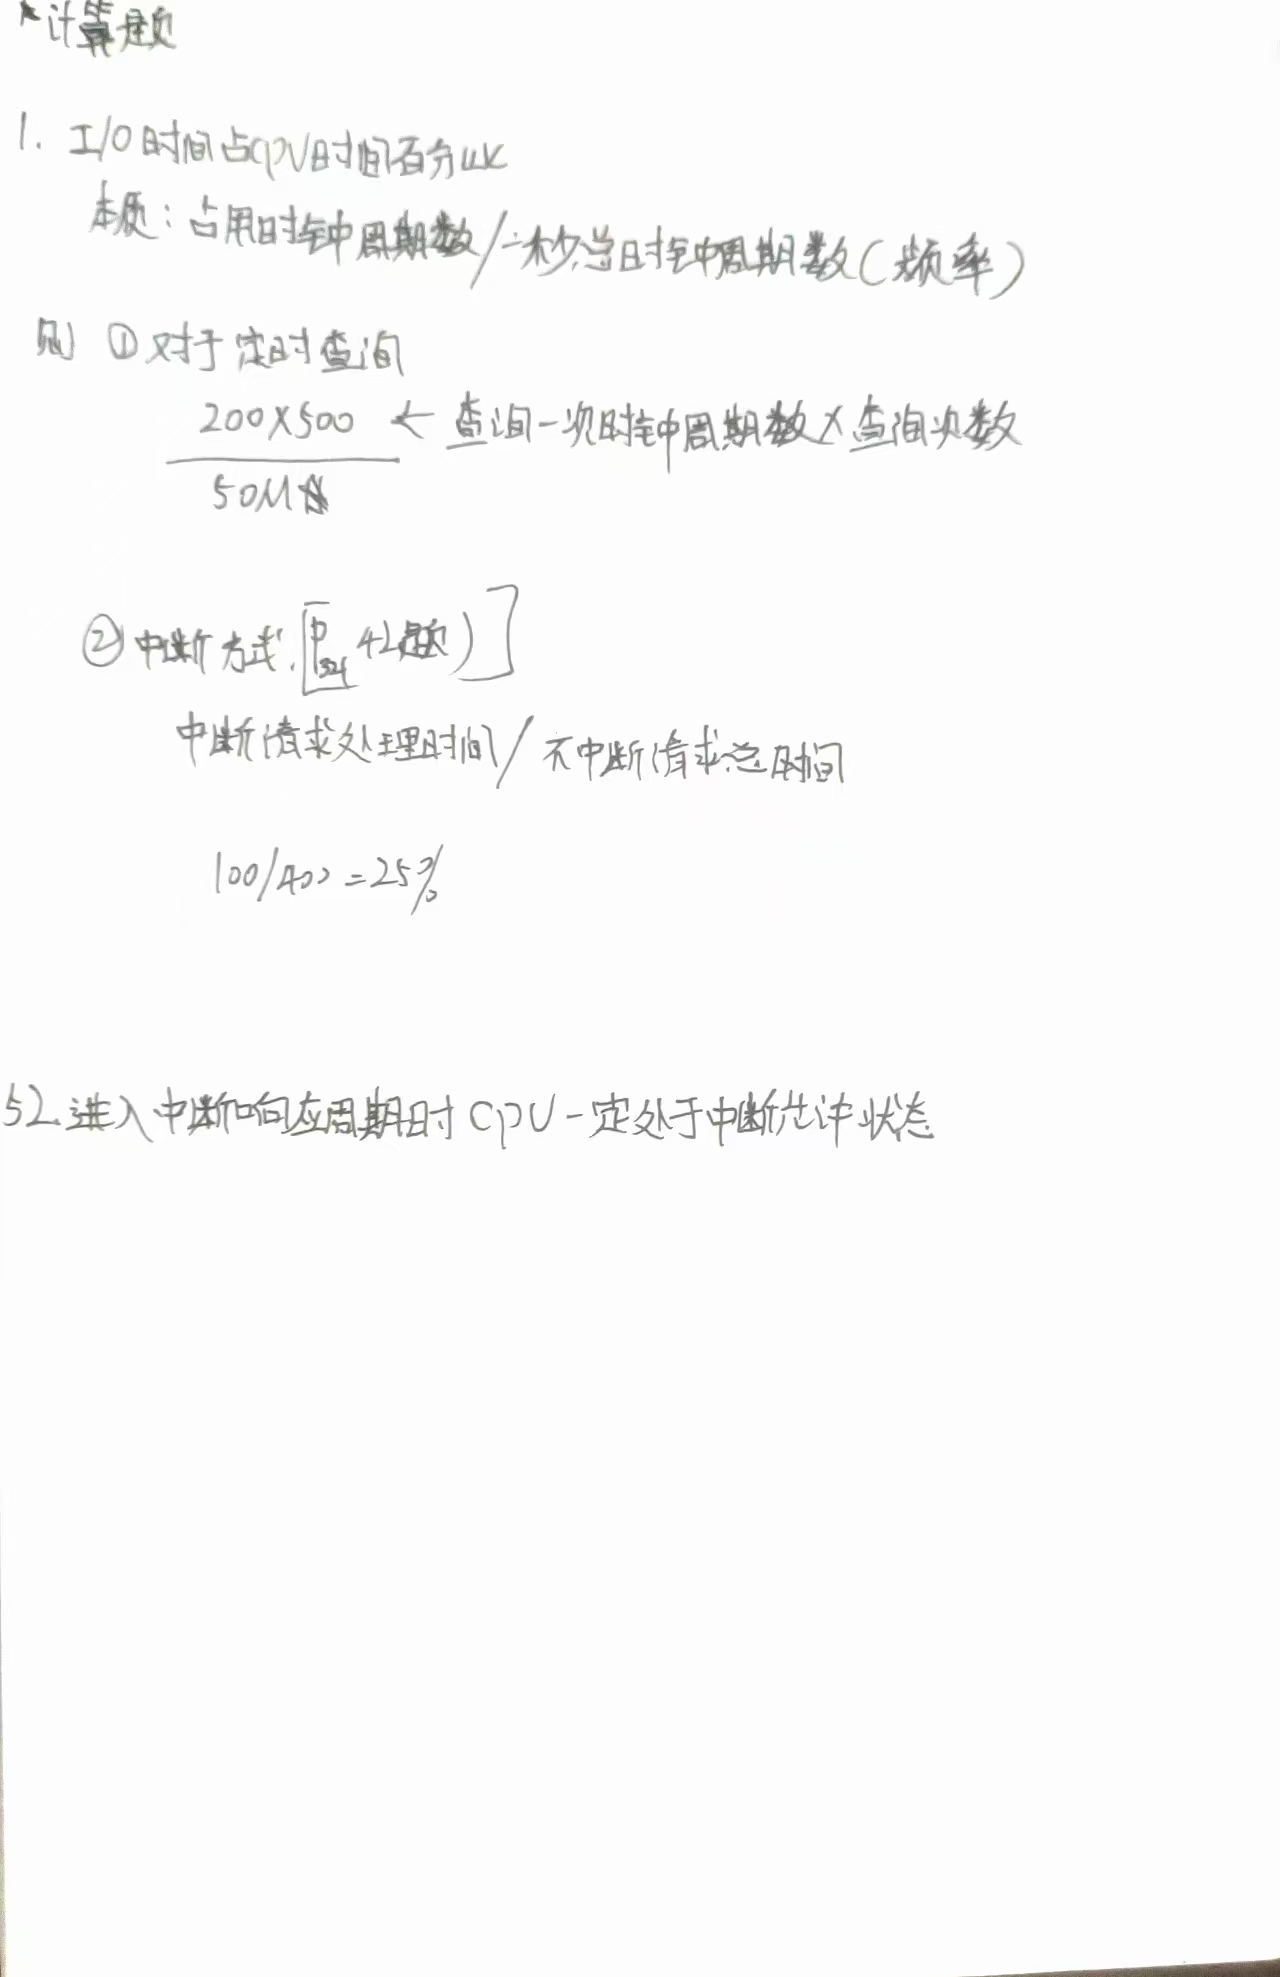 *计算题
1. I/O时间占CPU时间百分比
本质：占用时钟周期数/一秒总时钟周期数(频率)
则 ①对于定时查询
200×500 ← 查询一次时钟周期数×查询次数
50M
②中断方式.[P324 42题)]
中断请求处理时间/不中断请求总时间
100/400=25%
52.进入中断响应周期时CPU一定处于中断允许状态